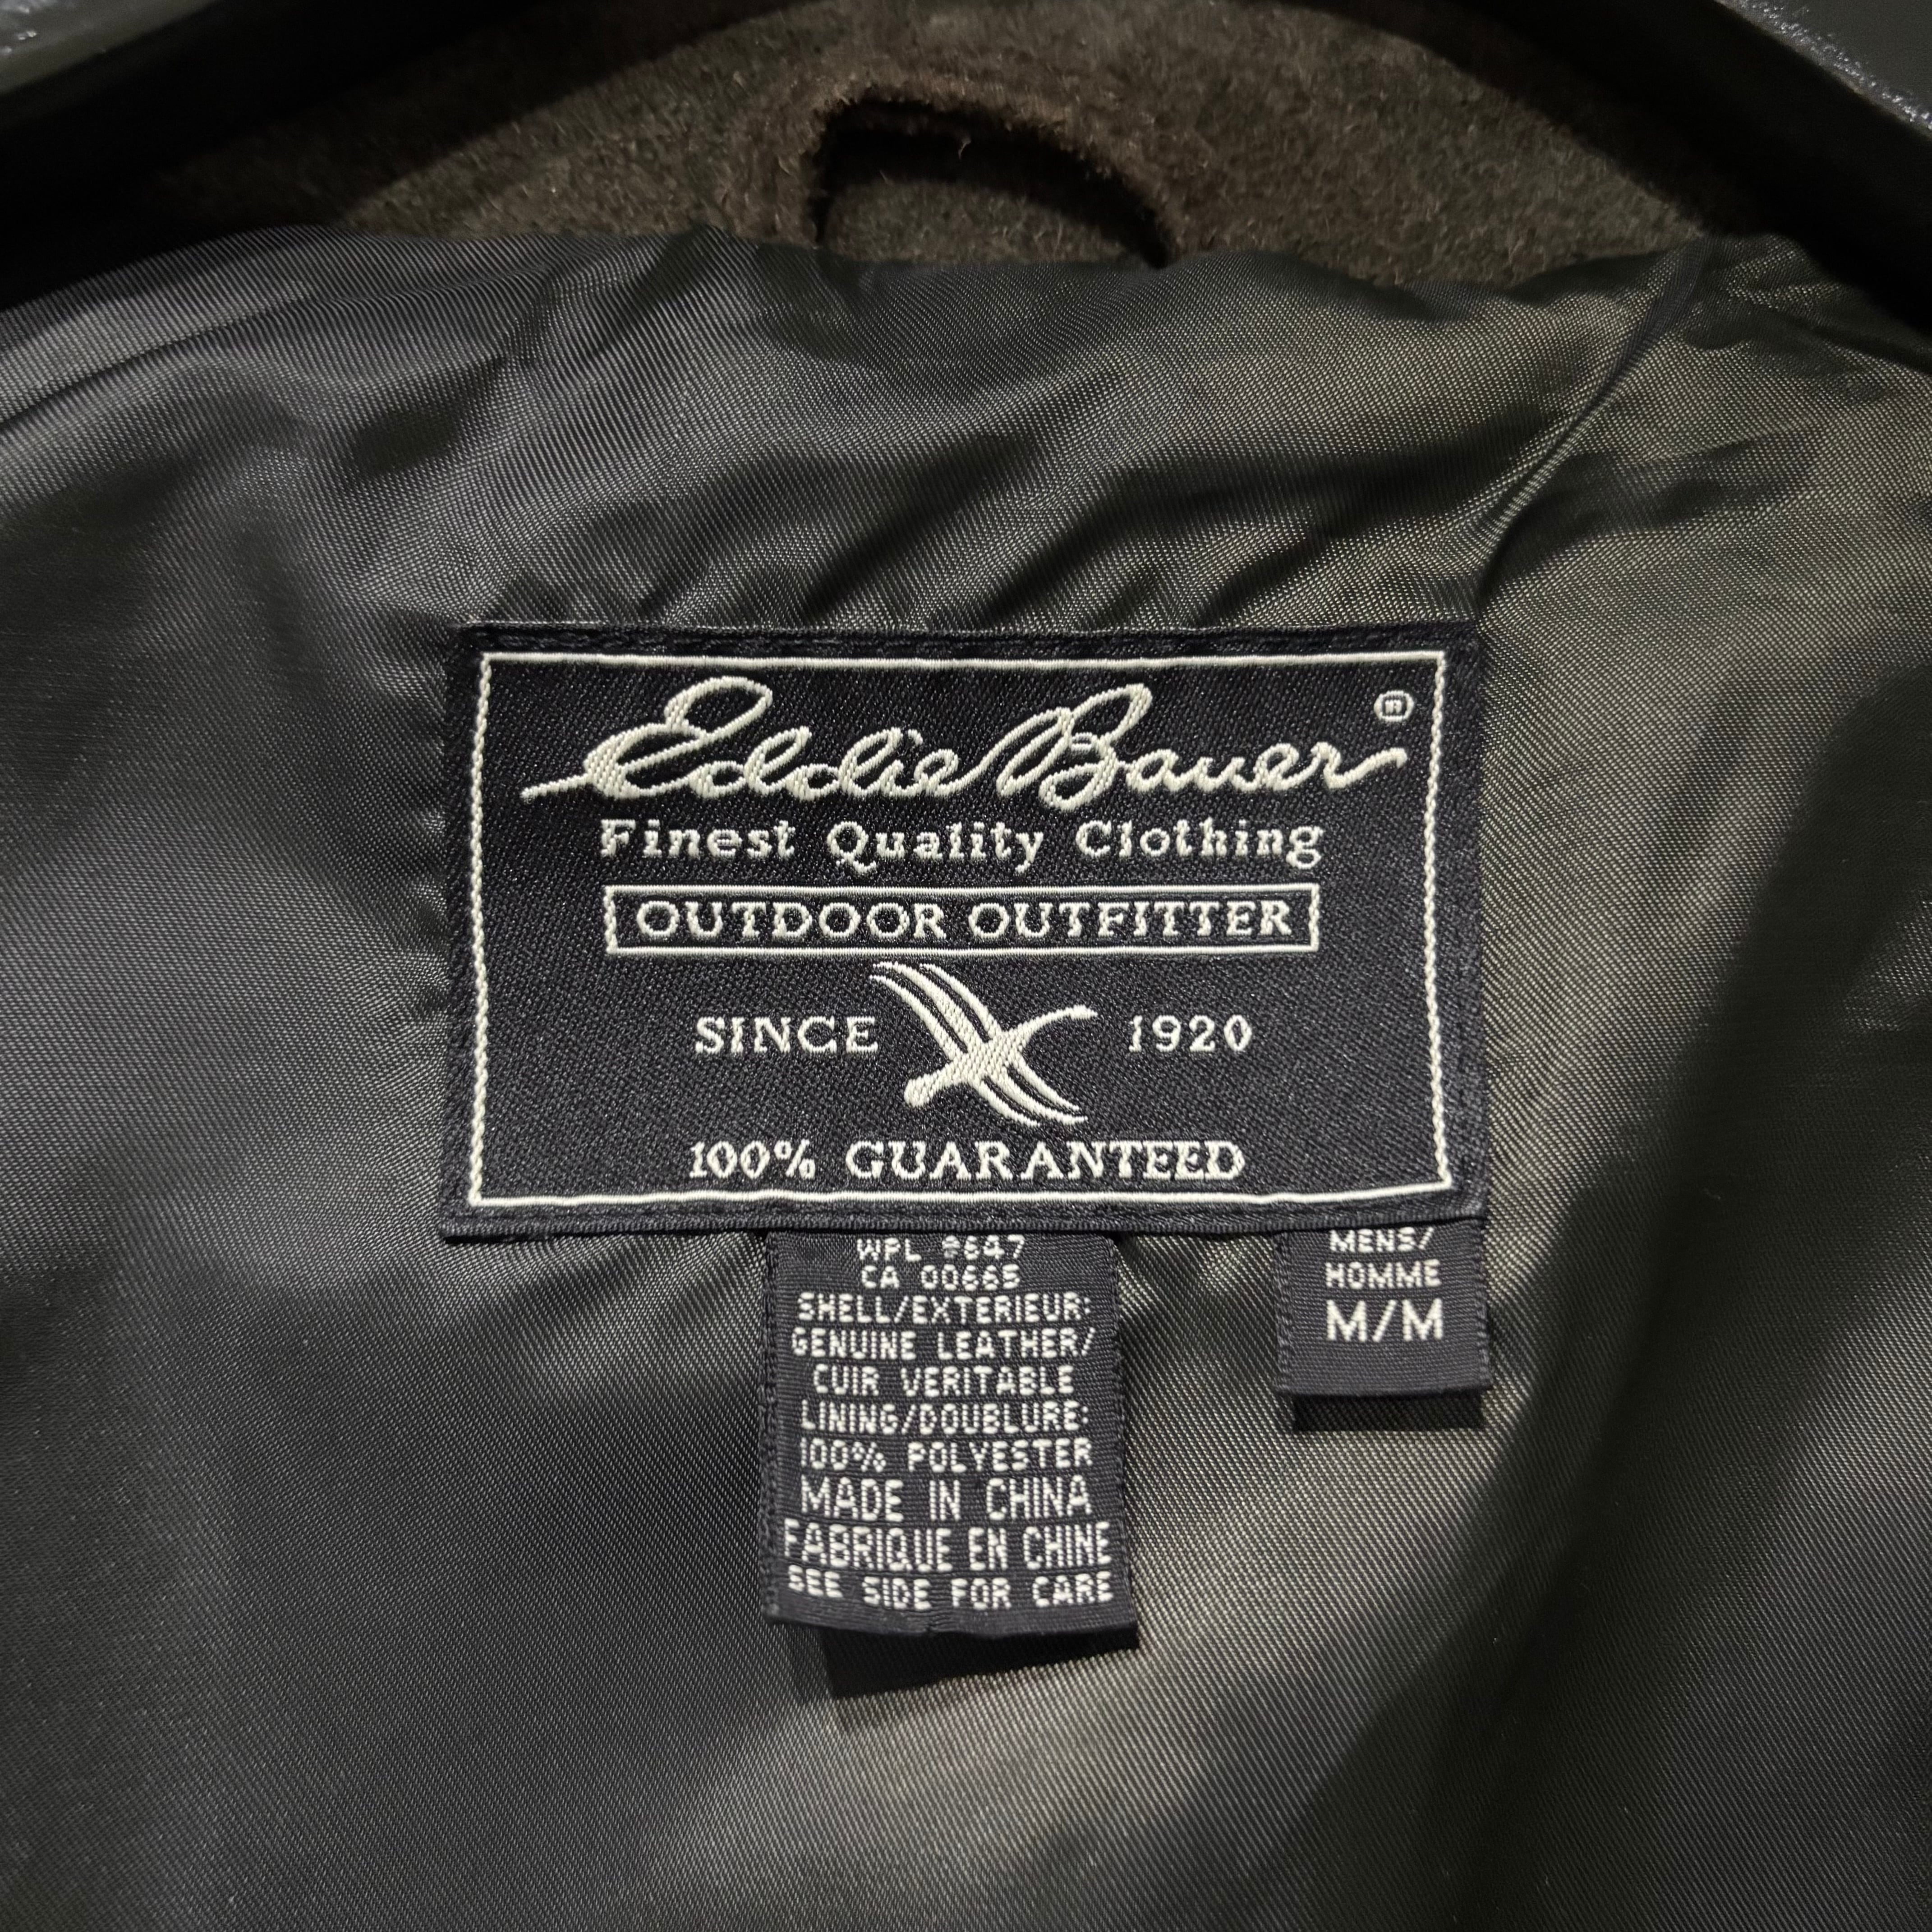 Eddie Bauer ®
Finest Quality Clothing
OUTDOOR OUTFITTER
SINCE 1920
100% GUARANTEED
WPL #647
CA 00665
SHELL/EXTERIEUR:
GENUINE LEATHER/
CUIR VERITABLE
LINING/DOUBLURE:
100% POLYESTER
MADE IN CHINA
FABRIQUE EN CHINE
SEE SIDE FOR CARE
MENS/
HOMME
M/M